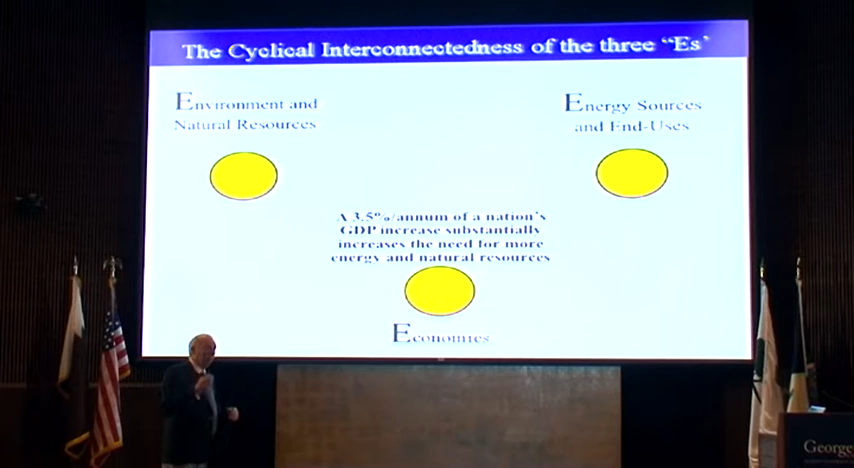 The Cyclical Interconnectedness of the three "Es'
Environment and
Natural Resources
Energy Sources
and End-Uses
A 3.5%/annum of a nation's
GDP increase substantially
increases the need for more
energy and natural resources
Economies
George